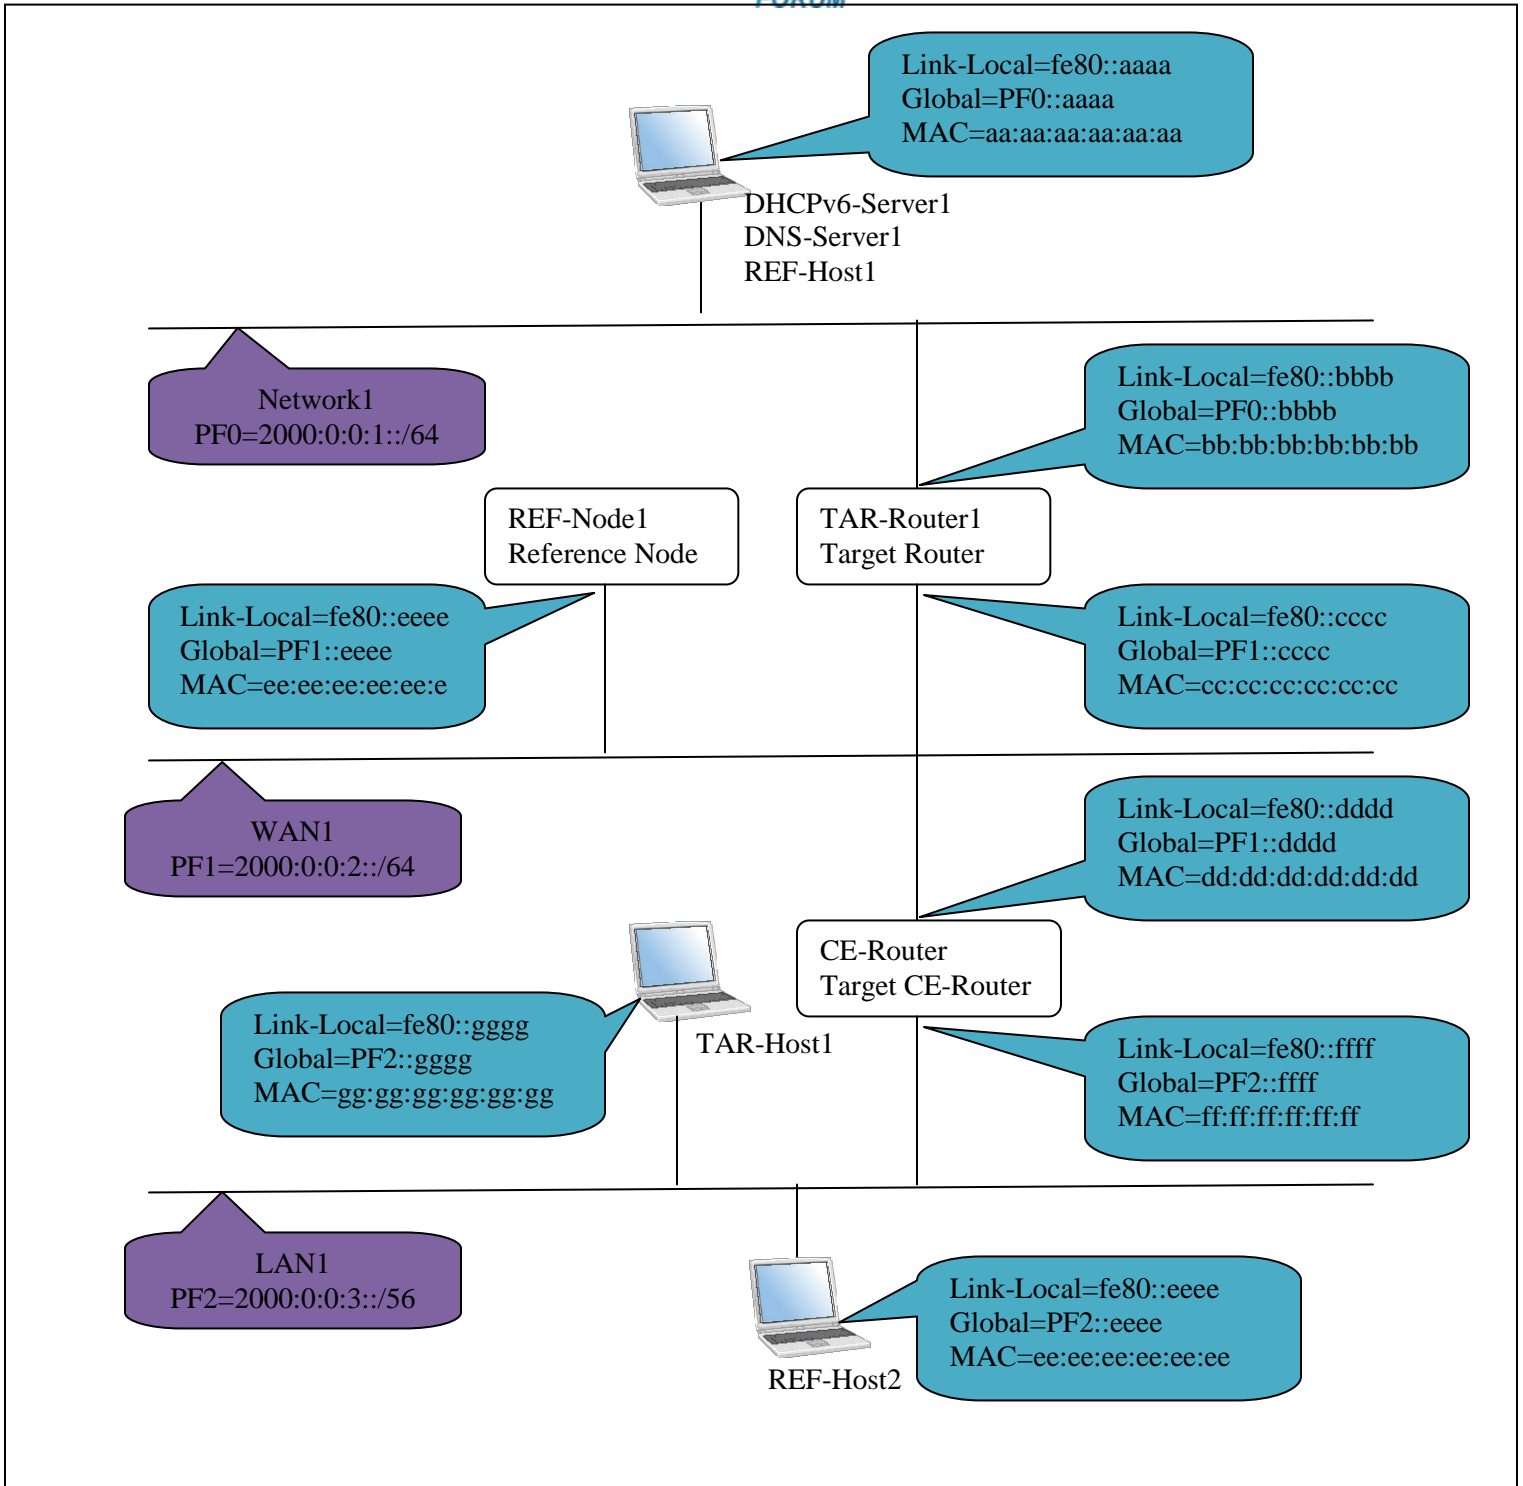 FORUM
Link-Local=fe80::aaaa
Global=PF0::aaaa
MAC=aa:aa:aa:aa:aa:aa
DHCPv6-Server1
DNS-Server1
REF-Host1
Network1
PF0=2000:0:0:1::/64
Link-Local=fe80::bbbb
Global=PF0::bbbb
MAC=bb:bb:bb:bb:bb:bb
REF-Node1
Reference Node
TAR-Router1
Target Router
Link-Local=fe80::eeee
Global=PF1::eeee
MAC=ee:ee:ee:ee:ee:e
Link-Local=fe80::cccc
Global=PF1::cccc
MAC=cc:cc:cc:cc:cc:cc
WAN1
PF1=2000:0:0:2::/64
Link-Local=fe80::dddd
Global=PF1::dddd
MAC=dd:dd:dd:dd:dd:dd
CE-Router
Target CE-Router
TAR-Host1
Link-Local=fe80::gggg
Global=PF2::gggg
MAC=gg:gg:gg:gg:gg:gg
Link-Local=fe80::ffff
Global=PF2::ffff
MAC=ff:ff:ff:ff:ff:ff
LAN1
PF2=2000:0:0:3::/56
Link-Local=fe80::eeee
Global=PF2::eeee
MAC=ee:ee:ee:ee:ee:ee
REF-Host2